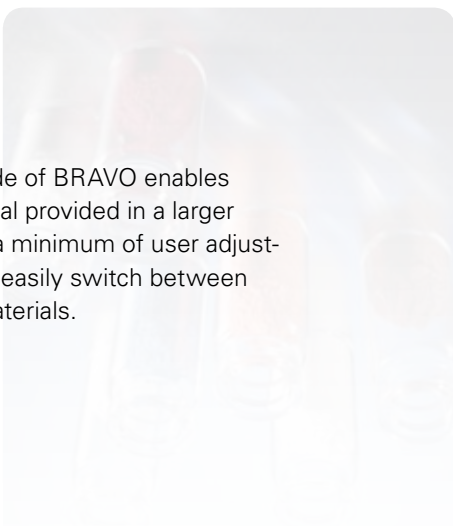 de of BRAVO enables
al provided in a larger
a minimum of user adjust-
easily switch between
aterials.